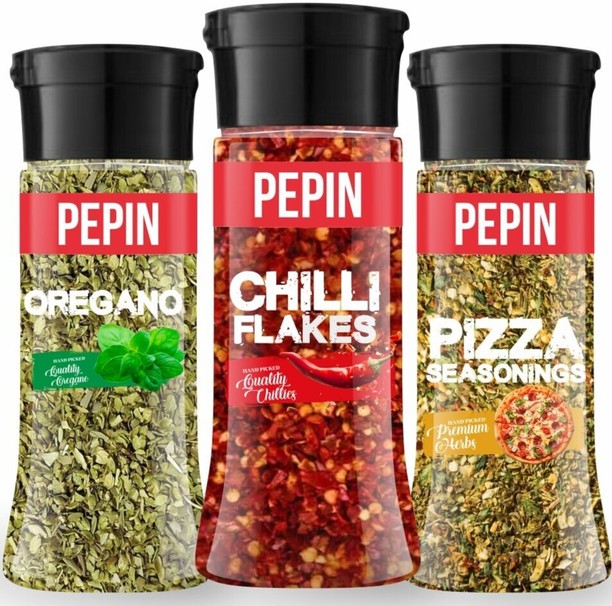 PEPIN
OREGANO
HAND PICKED
Quality
Oregano
PEPIN
CHILLI
FLAKES
HAND PICKED
Quality
Chillies
PEPIN
PIZZA
SEASONINGS
HAND PICKED
Premium
Herbs